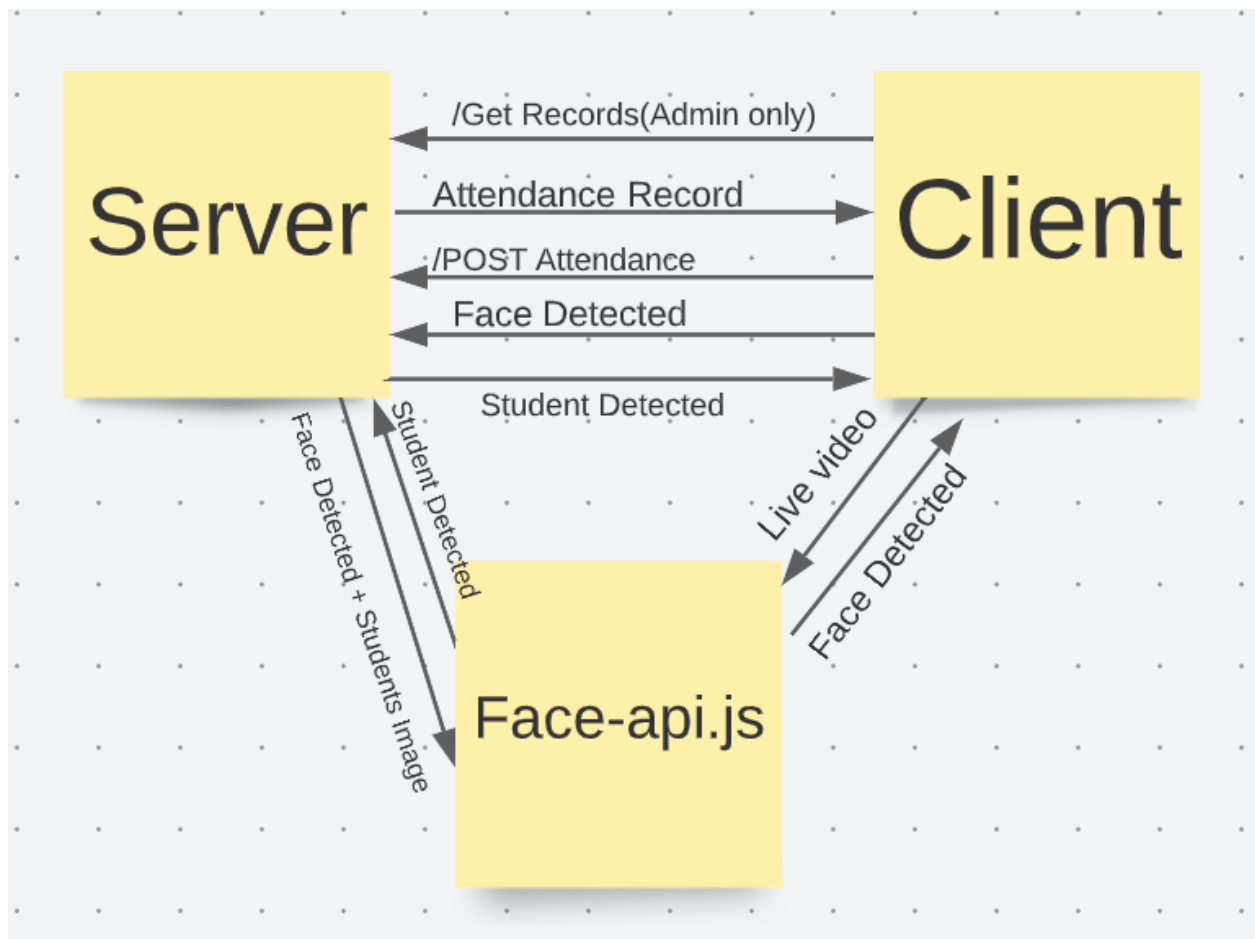 /Get Records(Admin only)
Server
Attendance Record
Client
/POST Attendance
Face Detected
Student Detected
Face Detected + Students Image
Student Detected
Live video
Face Detected
Face-api.js